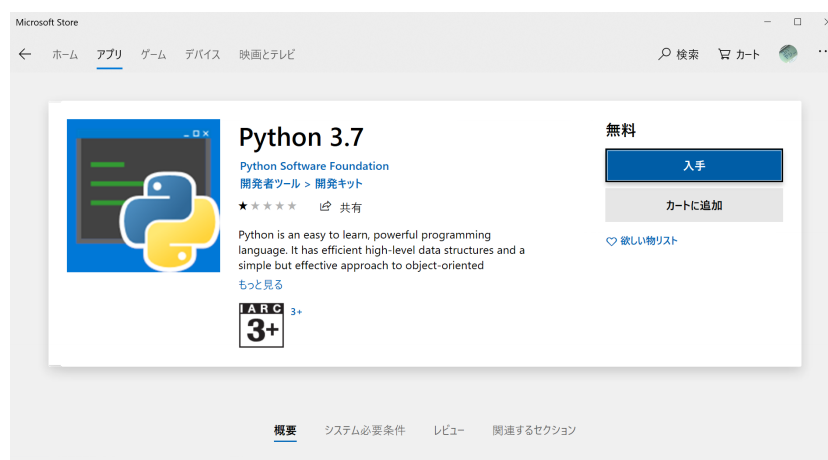 Microsoft Store
ホーム アプリ ゲーム デバイス 映画とテレビ 検索 カート
Python 3.7
Python Software Foundation
開発者ツール > 開発キット
共有
Python is an easy to learn, powerful programming
language. It has efficient high-level data structures and a
simple but effective approach to object-oriented
もっと見る
IARC
3+
3+
無料
入手
カートに追加
欲しい物リスト
概要 システム必要条件 レビュー 関連するセクション